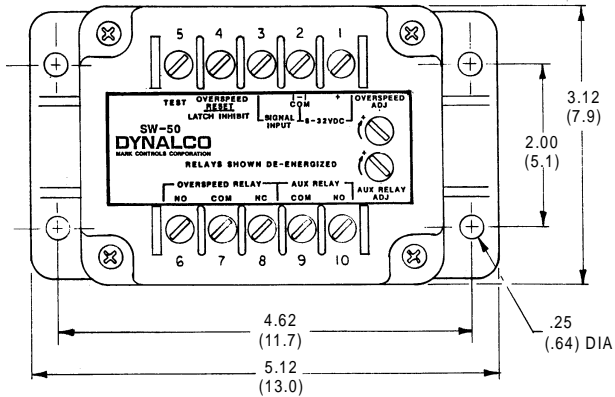 5 4 3 2 1
TEST OVERSPEED RESET LATCH INHIBIT
(-) COM
+
OVERSPEED ADJ
SIGNAL INPUT
8-32VDC
SW-50
DYNALCO
MARK CONTROLS CORPORATION
RELAYS SHOWN DE-ENERGIZED
+
+
OVERSPEED RELAY AUX RELAY
AUX RELAY ADJ
NO COM NC COM NO
6 7 8 9 10
3.12
(7.9)
2.00
(5.1)
4.62
(11.7)
5.12
(13.0)
.25
(.64) DIA